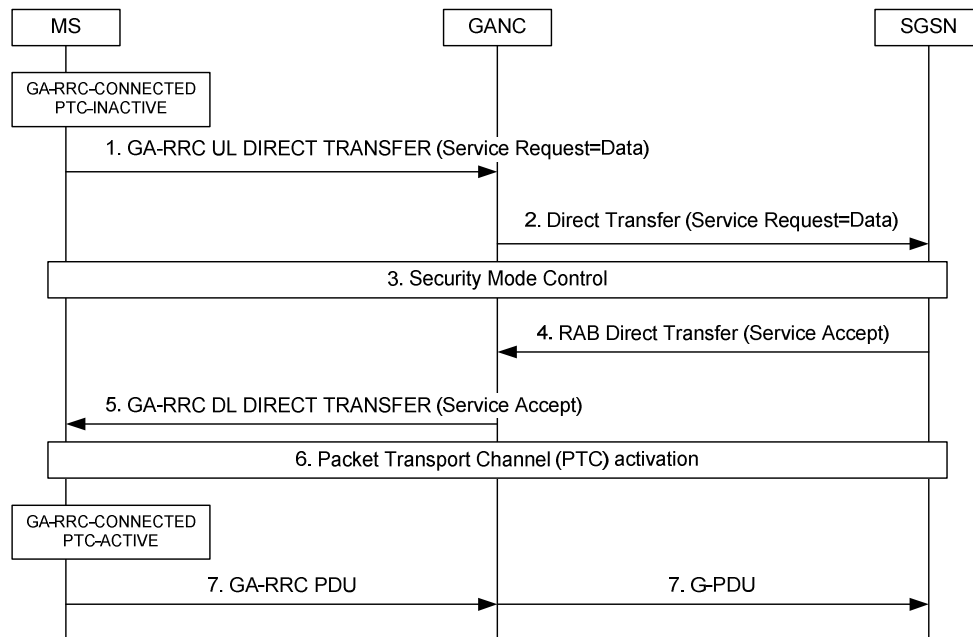 MS
GANC
SGSN
GA-RRC-CONNECTED
PTC-INACTIVE
1. GA-RRC UL DIRECT TRANSFER (Service Request=Data)
2. Direct Transfer (Service Request=Data)
3. Security Mode Control
4. RAB Direct Transfer (Service Accept)
5. GA-RRC DL DIRECT TRANSFER (Service Accept)
6. Packet Transport Channel (PTC) activation
GA-RRC-CONNECTED
PTC-ACTIVE
7. GA-RRC PDU
7. G-PDU